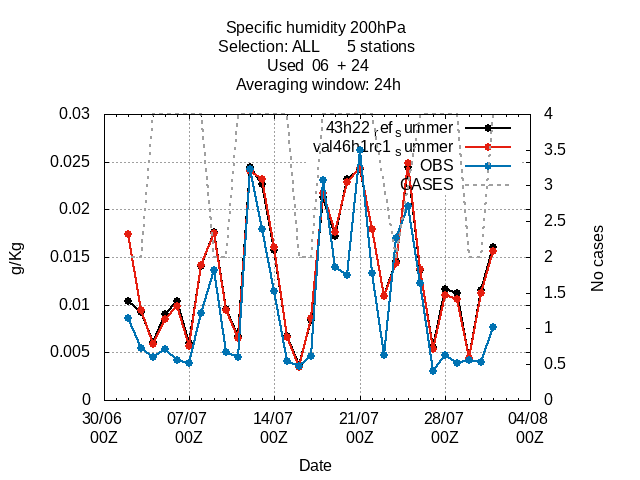 Specific humidity 200hPa
Selection: ALL 5 stations
Used 06 + 24
Averaging window: 24h
0.03
0.025
0.02
0.015
0.01
0.005
0
4
3.5
3
2.5
2
1.5
1
0.5
0
g/Kg
No cases
43h22_ref_summer
val46h1rc1_summer
OBS
CASES
30/06 07/07 14/07 21/07 28/07 04/08
00Z 00Z 00Z 00Z 00Z 00Z
Date